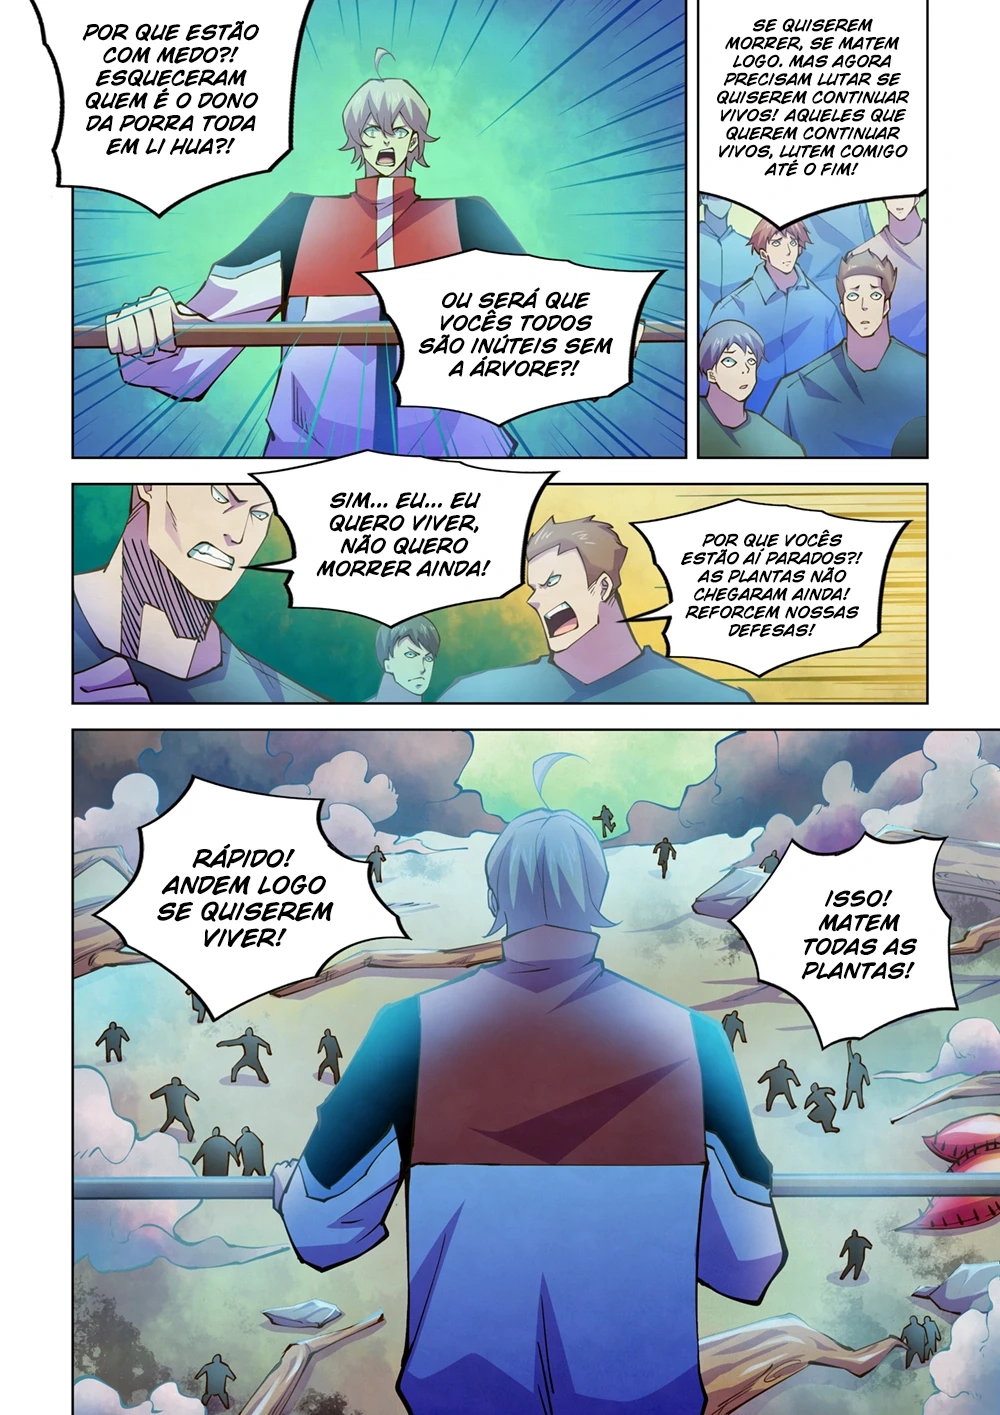 POR QUE ESTÃO
COM MEDO?!
ESQUECERAM
QUEM É O DONO
DA PORRA TODA
EM LI HUA?!
OU SERÁ QUE
VOCÊS TODOS
SÃO INÚTEIS SEM
A ÁRVORE?!
SE QUISEREM
MORRER, SE MATEM
LOGO. MAS AGORA
PRECISAM LUTAR SE
QUISEREM CONTINUAR
VIVOS! AQUELES QUE
QUEREM CONTINUAR
VIVOS, LUTEM COMIGO
ATÉ O FIM!
SIM... EU... EU
QUERO VIVER,
NÃO QUERO
MORRER AINDA!
POR QUE VOCÊS
ESTÃO AÍ PARADOS?!
AS PLANTAS NÃO
CHEGARAM AINDA!
REFORCEM NOSSAS
DEFESAS!
RÁPIDO!
ANDEM LOGO
SE QUISEREM
VIVER!
ISSO!
MATEM
TODAS AS
PLANTAS!